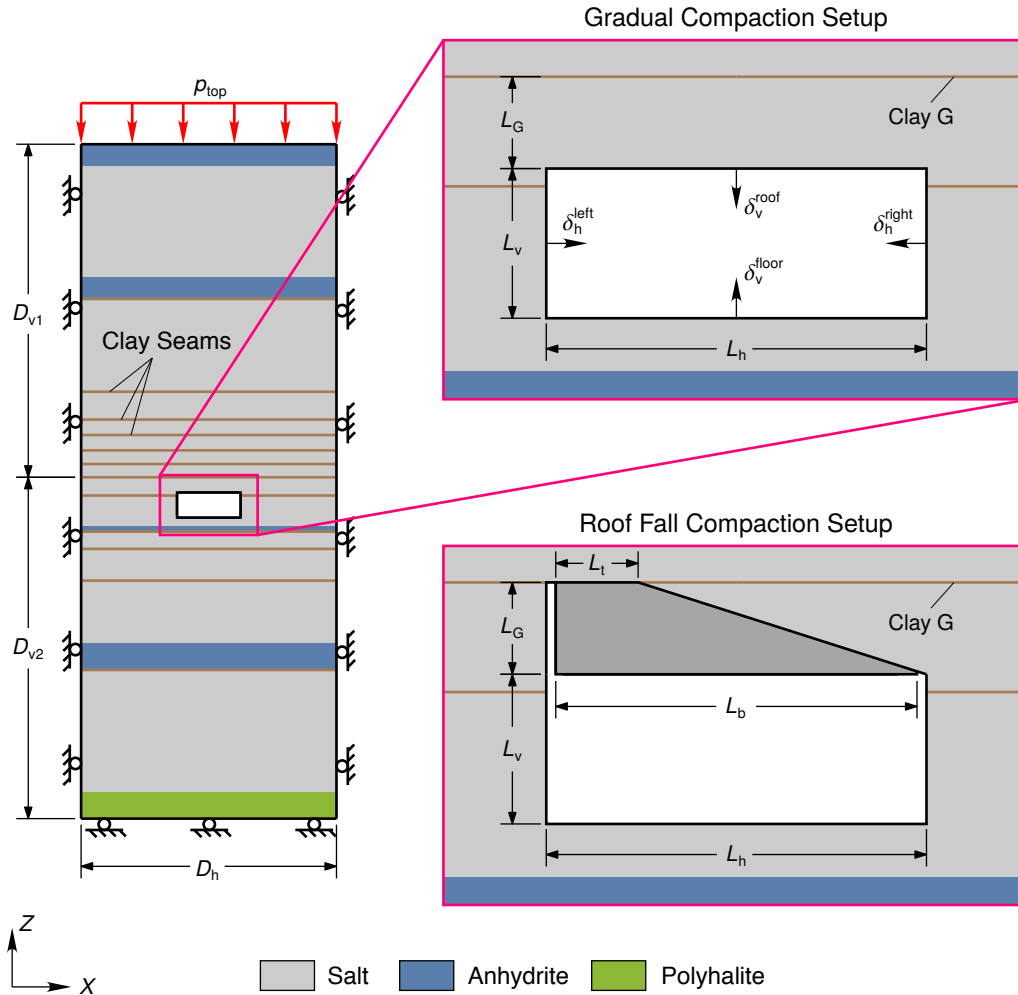 Gradual Compaction Setup
p_top
Clay G
L_G
D_v1
L_v
δ_h^left
δ_v^roof
δ_h^right
δ_v^floor
Clay Seams
L_h
Roof Fall Compaction Setup
L_t
L_G
Clay G
D_v2
L_b
L_v
L_h
D_h
Z
X
Salt
Anhydrite
Polyhalite